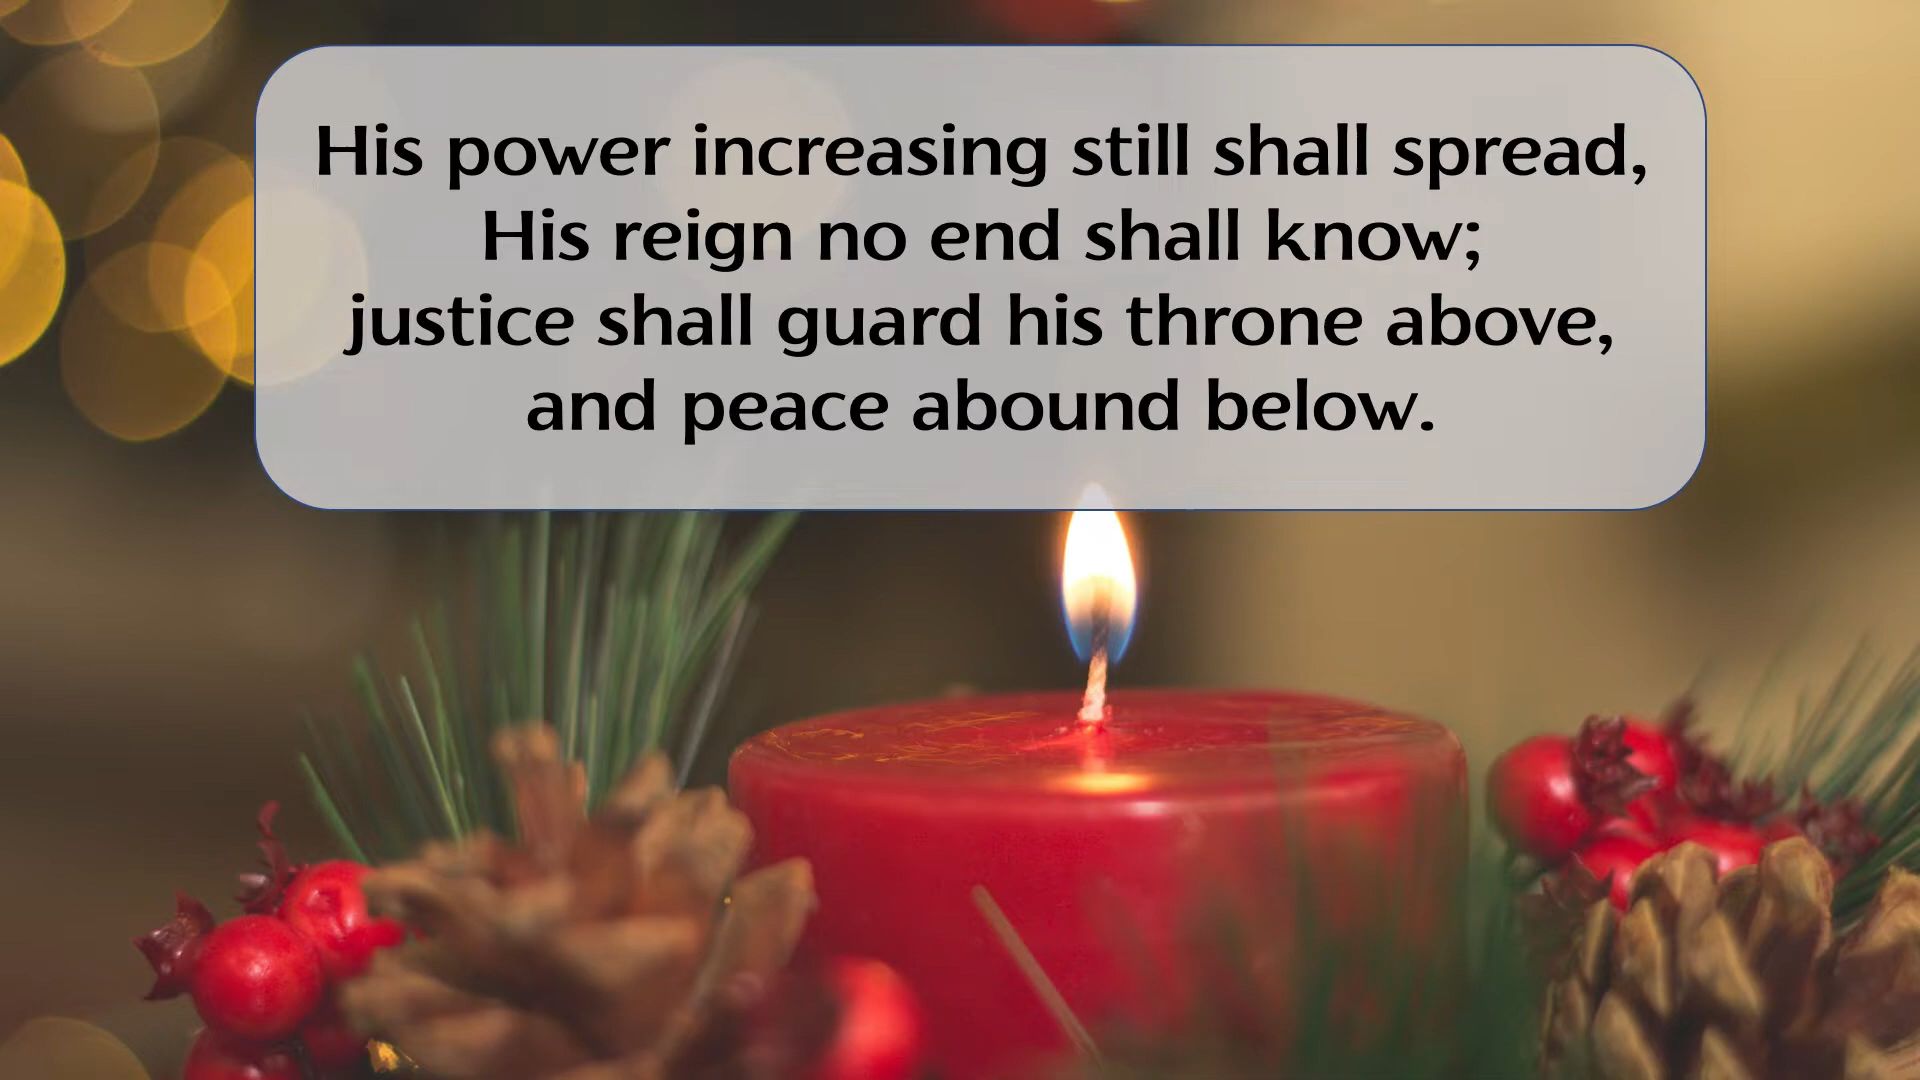 His power increasing still shall spread,
His reign no end shall know;
justice shall guard his throne above,
and peace abound below.